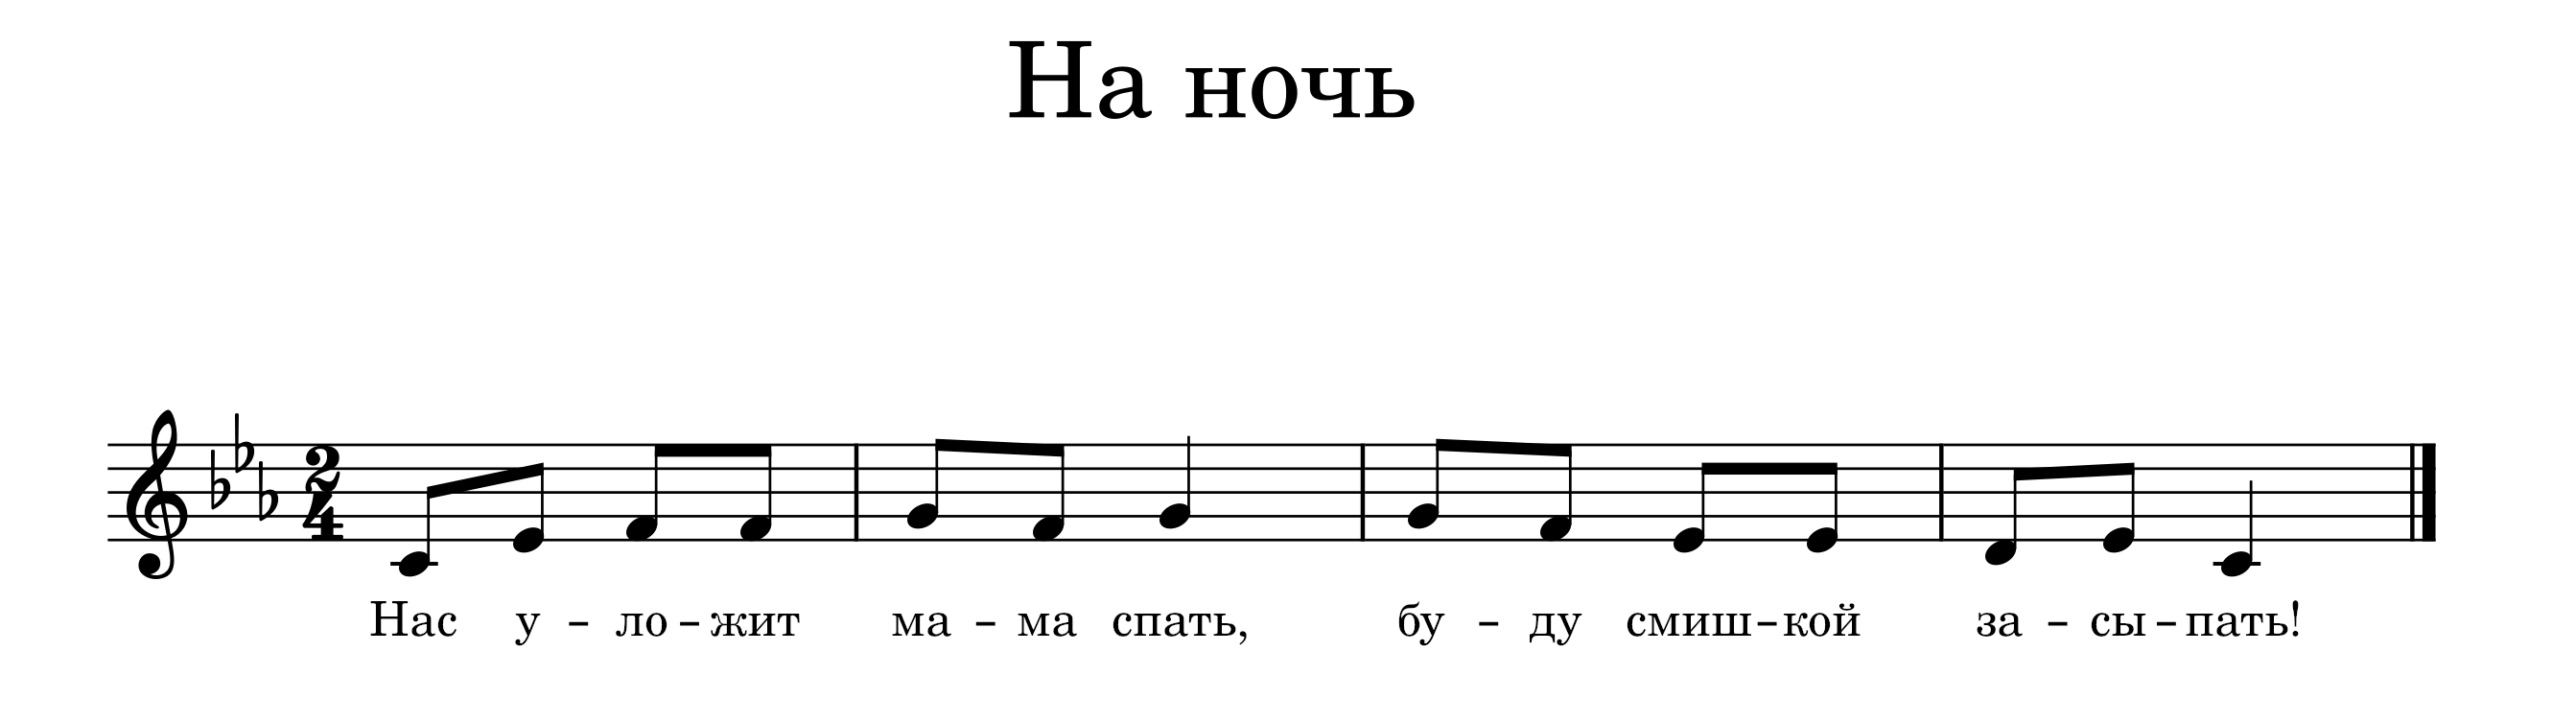 На ночь
Нас у - ло - жит ма - ма спать, бу - ду смиш - кой за - сы - пать!